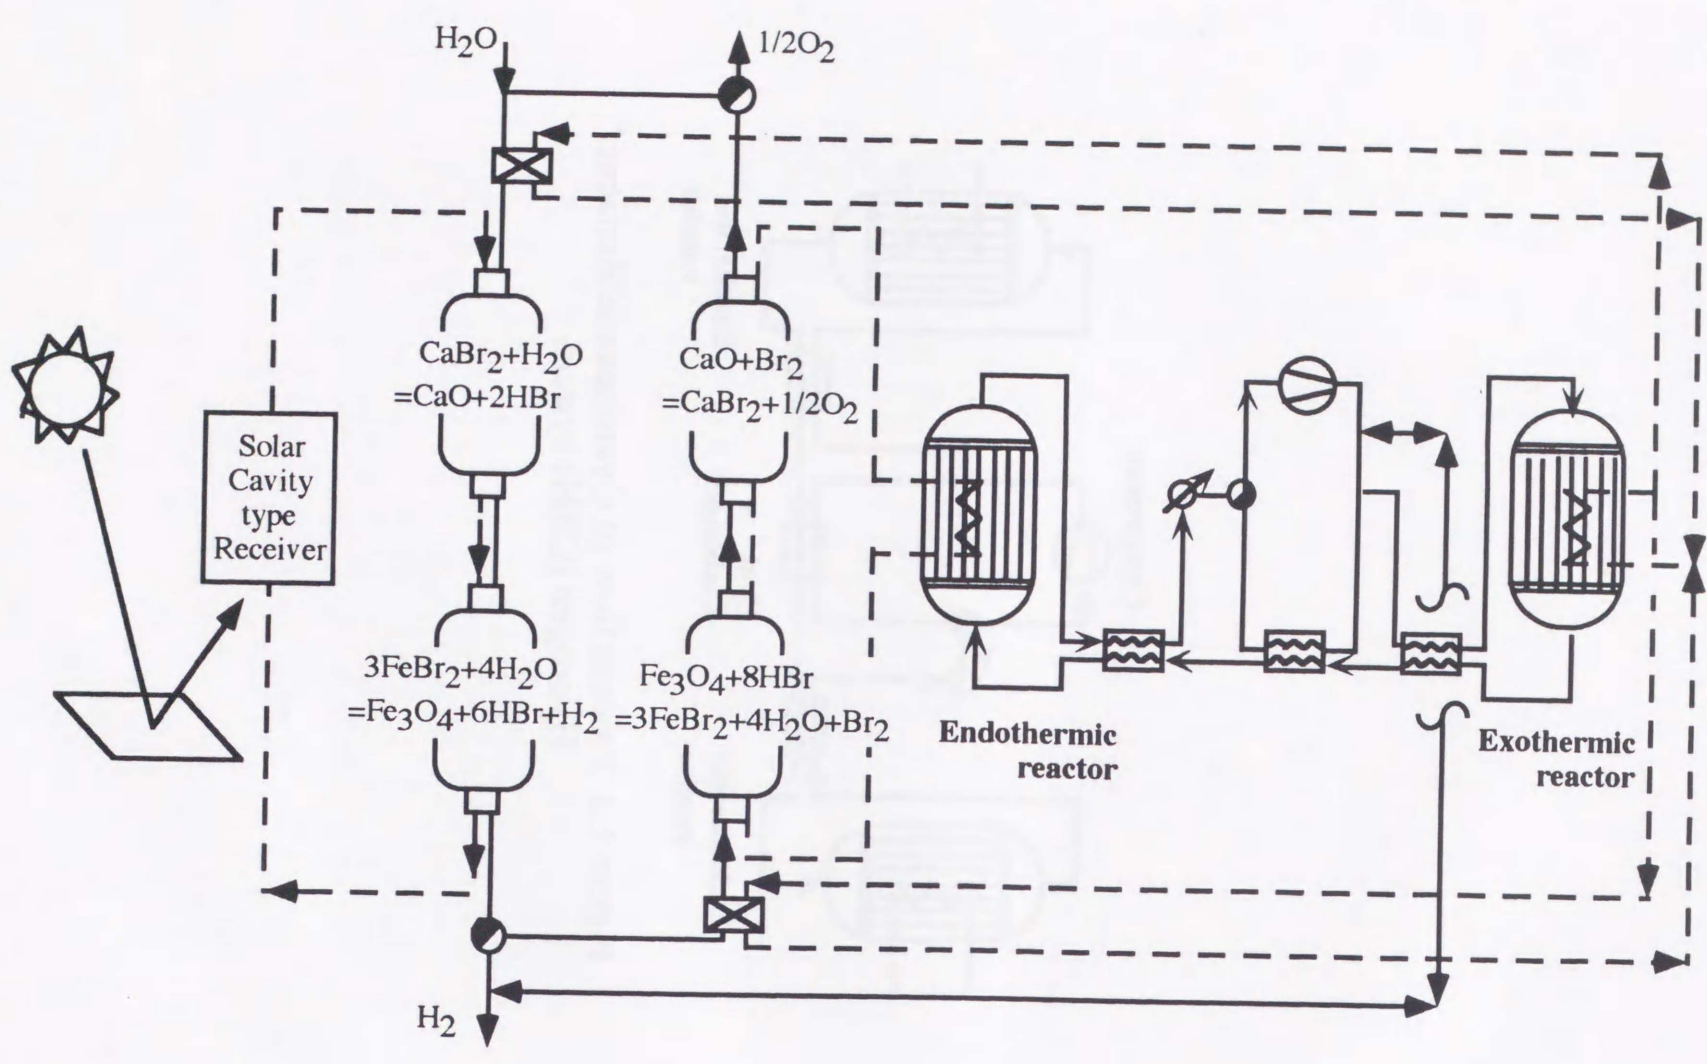 H2O
1/2O2
CaBr2+H2O
=CaO+2HBr
CaO+Br2
=CaBr2+1/2O2
Solar
Cavity
type
Receiver
3FeBr2+4H2O
=Fe3O4+6HBr+H2
Fe3O4+8HBr
=3FeBr2+4H2O+Br2
Endothermic
reactor
Exothermic
reactor
H2